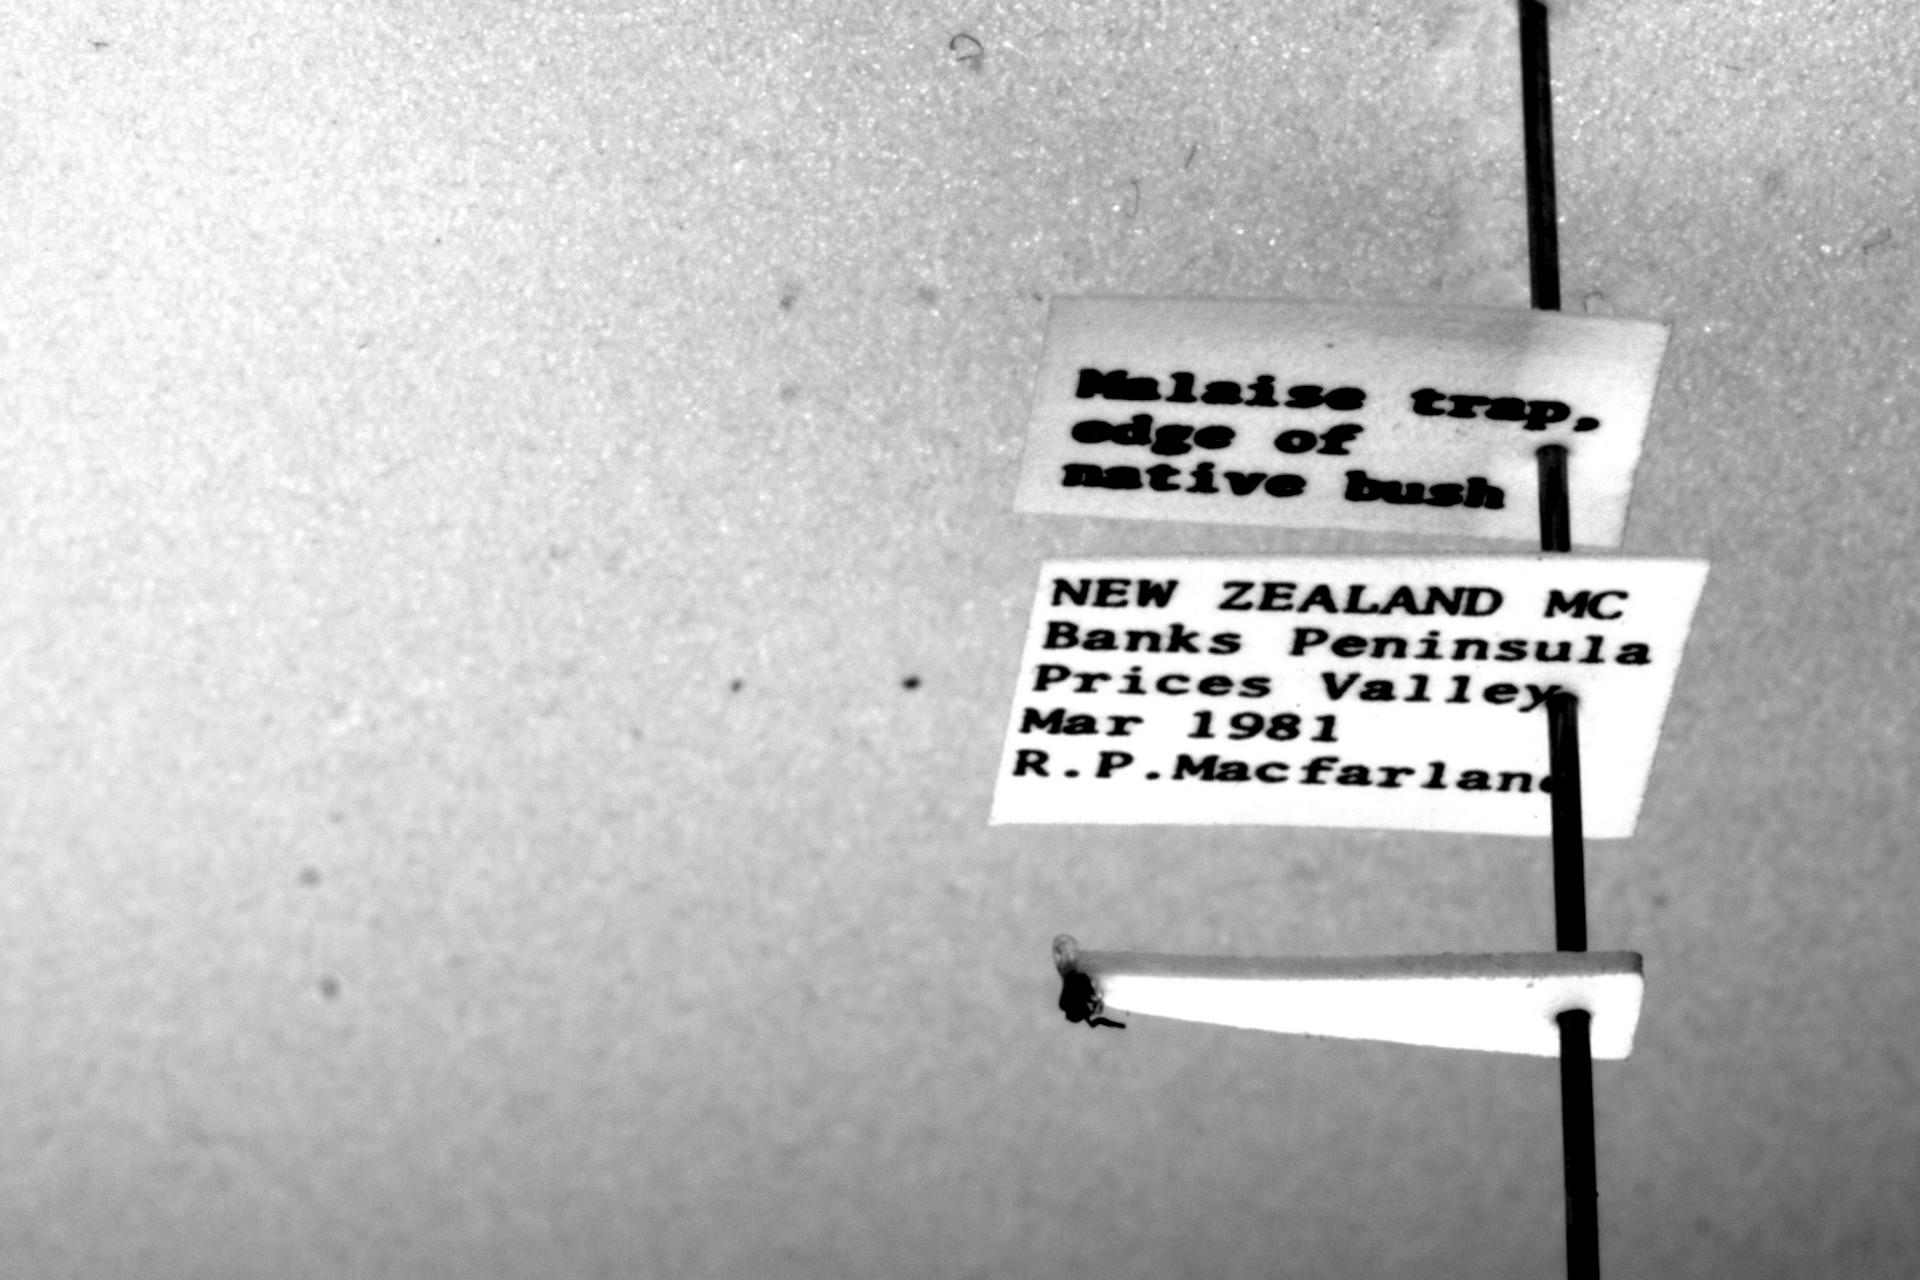 Malaise trap,
edge of
native bush
NEW ZEALAND MC
Banks Peninsula
Prices Valley
Mar 1981
R.P.Macfarlane